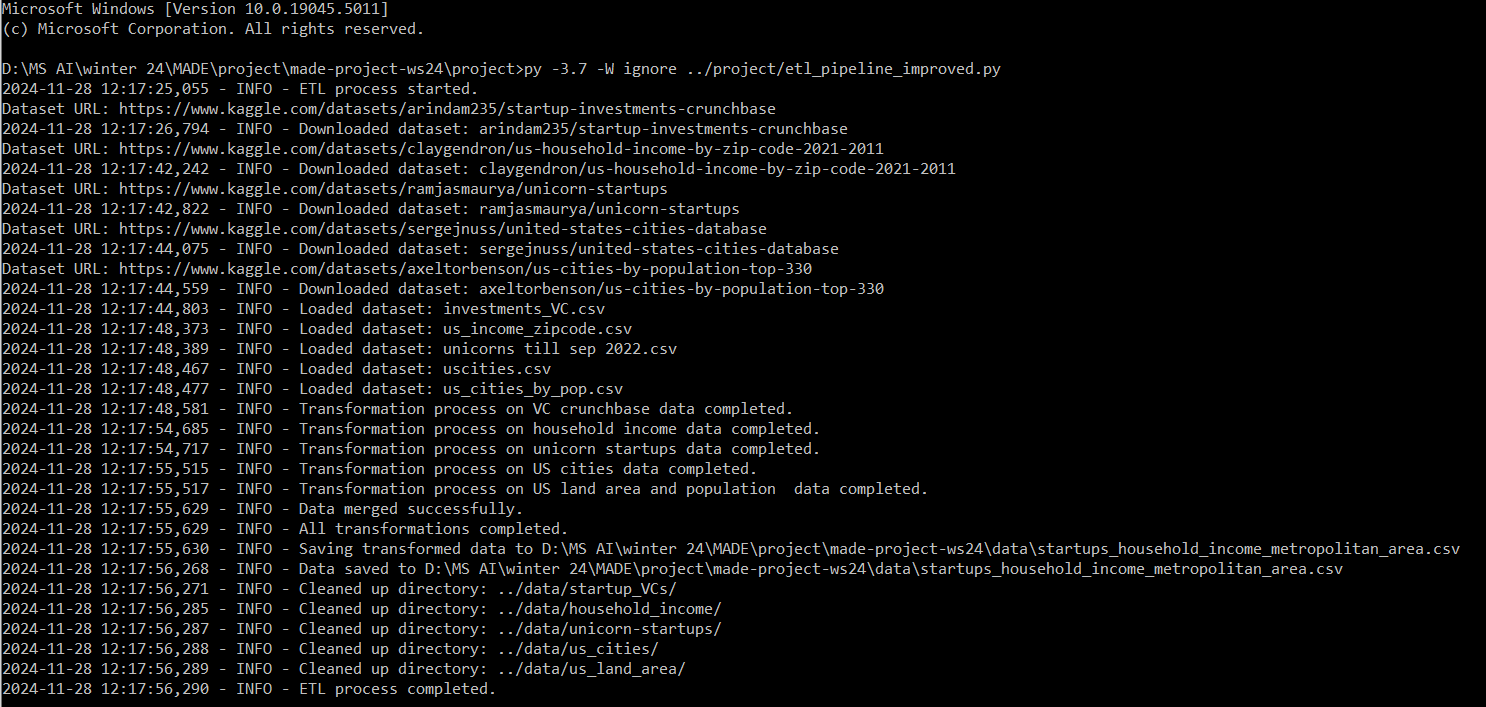 Microsoft Windows [Version 10.0.19045.5011]
(c) Microsoft Corporation. All rights reserved.
D:\MS AI\winter 24\MADE\project\made-project-ws24\project>py -3.7 -W ignore ../project/etl_pipeline_improved.py
2024-11-28 12:17:25,055 - INFO - ETL process started.
Dataset URL: https://www.kaggle.com/datasets/arindam235/startup-investments-crunchbase
2024-11-28 12:17:26,794 - INFO - Downloaded dataset: arindam235/startup-investments-crunchbase
Dataset URL: https://www.kaggle.com/datasets/claygendron/us-household-income-by-zip-code-2021-2011
2024-11-28 12:17:42,242 - INFO - Downloaded dataset: claygendron/us-household-income-by-zip-code-2021-2011
Dataset URL: https://www.kaggle.com/datasets/ramjasmaurya/unicorn-startups
2024-11-28 12:17:42,822 - INFO - Downloaded dataset: ramjasmaurya/unicorn-startups
Dataset URL: https://www.kaggle.com/datasets/sergejnuss/united-states-cities-database
2024-11-28 12:17:44,075 - INFO - Downloaded dataset: sergejnuss/united-states-cities-database
Dataset URL: https://www.kaggle.com/datasets/axeltorbenson/us-cities-by-population-top-330
2024-11-28 12:17:44,559 - INFO - Downloaded dataset: axeltorbenson/us-cities-by-population-top-330
2024-11-28 12:17:44,803 - INFO - Loaded dataset: investments_VC.csv
2024-11-28 12:17:48,373 - INFO - Loaded dataset: us_income_zipcode.csv
2024-11-28 12:17:48,389 - INFO - Loaded dataset: unicorns till sep 2022.csv
2024-11-28 12:17:48,467 - INFO - Loaded dataset: uscities.csv
2024-11-28 12:17:48,477 - INFO - Loaded dataset: us_cities_by_pop.csv
2024-11-28 12:17:48,581 - INFO - Transformation process on VC crunchbase data completed.
2024-11-28 12:17:54,685 - INFO - Transformation process on household income data completed.
2024-11-28 12:17:54,717 - INFO - Transformation process on unicorn startups data completed.
2024-11-28 12:17:55,515 - INFO - Transformation process on US cities data completed.
2024-11-28 12:17:55,517 - INFO - Transformation process on US land area and population  data completed.
2024-11-28 12:17:55,629 - INFO - Data merged successfully.
2024-11-28 12:17:55,629 - INFO - All transformations completed.
2024-11-28 12:17:55,630 - INFO - Saving transformed data to D:\MS AI\winter 24\MADE\project\made-project-ws24\data\startups_household_income_metropolitan_area.csv
2024-11-28 12:17:56,268 - INFO - Data saved to D:\MS AI\winter 24\MADE\project\made-project-ws24\data\startups_household_income_metropolitan_area.csv
2024-11-28 12:17:56,271 - INFO - Cleaned up directory: ../data/startup_VCs/
2024-11-28 12:17:56,285 - INFO - Cleaned up directory: ../data/household_income/
2024-11-28 12:17:56,287 - INFO - Cleaned up directory: ../data/unicorn-startups/
2024-11-28 12:17:56,288 - INFO - Cleaned up directory: ../data/us_cities/
2024-11-28 12:17:56,289 - INFO - Cleaned up directory: ../data/us_land_area/
2024-11-28 12:17:56,290 - INFO - ETL process completed.